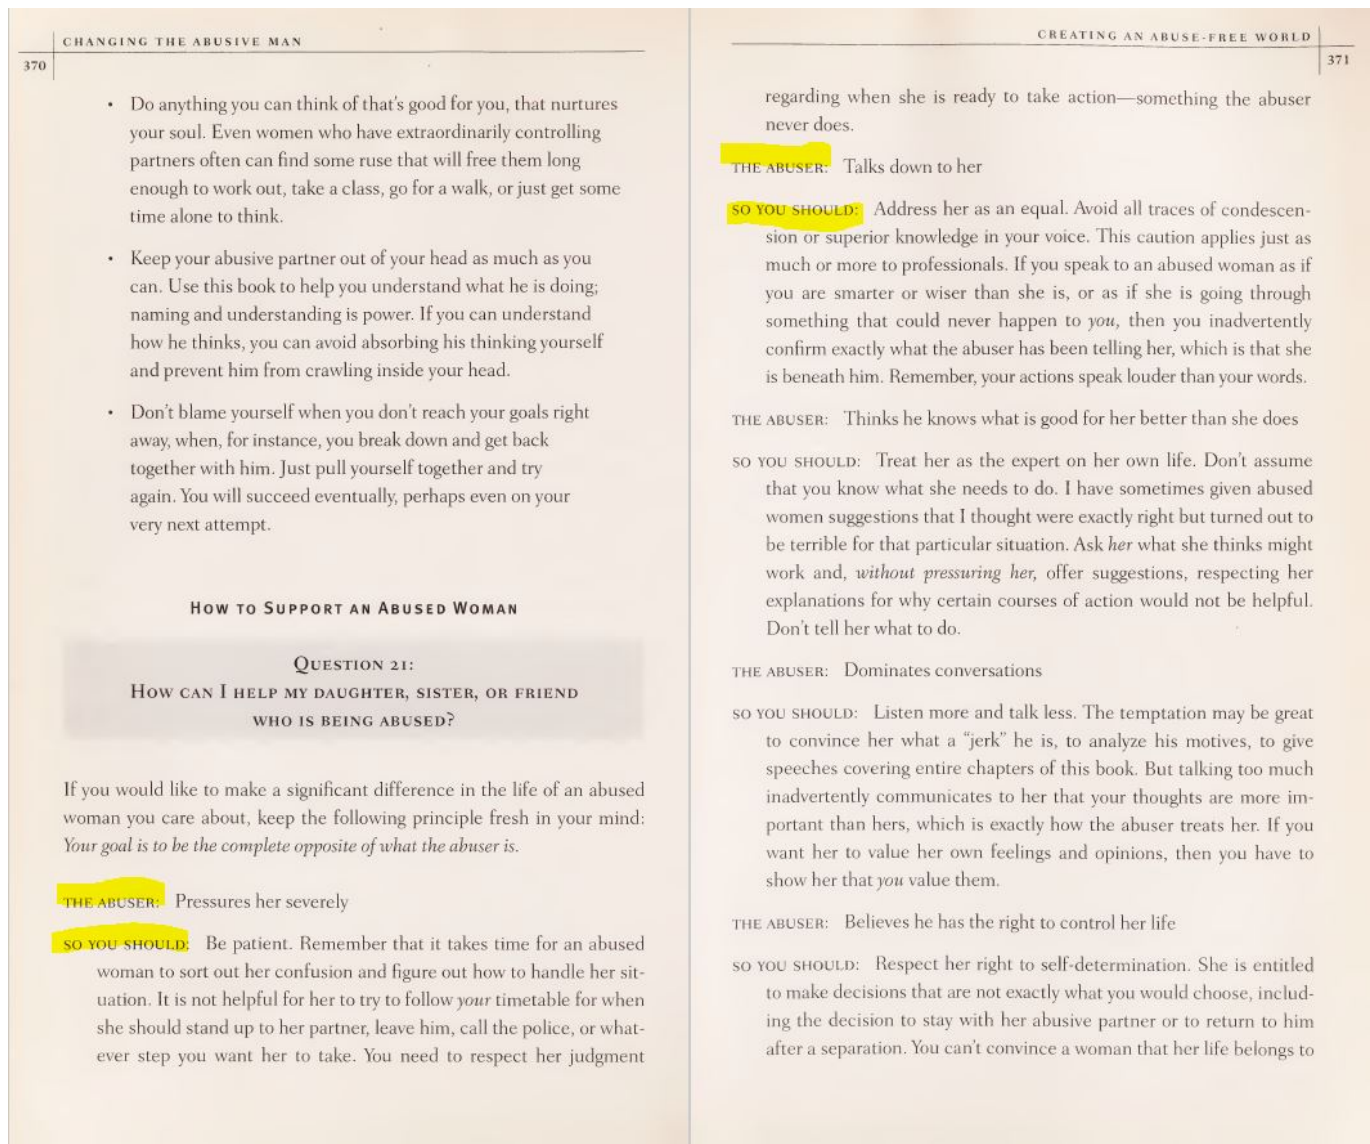 CHANGING THE ABUSIVE MAN
370
• Do anything you can think of that's good for you, that nurtures
your soul. Even women who have extraordinarily controlling
partners often can find some ruse that will free them long
enough to work out, take a class, go for a walk, or just get some
time alone to think.
• Keep your abusive partner out of your head as much as you
can. Use this book to help you understand what he is doing;
naming and understanding is power. If you can understand
how he thinks, you can avoid absorbing his thinking yourself
and prevent him from crawling inside your head.
• Don't blame yourself when you don't reach your goals right
away, when, for instance, you break down and get back
together with him. Just pull yourself together and try
again. You will succeed eventually, perhaps even on your
very next attempt.
HOW TO SUPPORT AN ABUSED WOMAN
QUESTION 21:
HOW CAN I HELP MY DAUGHTER, SISTER, OR FRIEND
WHO IS BEING ABUSED?
If you would like to make a significant difference in the life of an abused
woman you care about, keep the following principle fresh in your mind:
Your goal is to be the complete opposite of what the abuser is.
THE ABUSER: Pressures her severely
SO YOU SHOULD: Be patient. Remember that it takes time for an abused
woman to sort out her confusion and figure out how to handle her sit-
uation. It is not helpful for her to try to follow your timetable for when
she should stand up to her partner, leave him, call the police, or what-
ever step you want her to take. You need to respect her judgment
CREATING AN ABUSE-FREE WORLD
371
regarding when she is ready to take action—something the abuser
never does.
THE ABUSER: Talks down to her
SO YOU SHOULD: Address her as an equal. Avoid all traces of condescen-
sion or superior knowledge in your voice. This caution applies just as
much or more to professionals. If you speak to an abused woman as if
you are smarter or wiser than she is, or as if she is going through
something that could never happen to you, then you inadvertently
confirm exactly what the abuser has been telling her, which is that she
is beneath him. Remember, your actions speak louder than your words.
THE ABUSER: Thinks he knows what is good for her better than she does
SO YOU SHOULD: Treat her as the expert on her own life. Don't assume
that you know what she needs to do. I have sometimes given abused
women suggestions that I thought were exactly right but turned out to
be terrible for that particular situation. Ask her what she thinks might
work and, without pressuring her, offer suggestions, respecting her
explanations for why certain courses of action would not be helpful.
Don't tell her what to do.
THE ABUSER: Dominates conversations
SO YOU SHOULD: Listen more and talk less. The temptation may be great
to convince her what a "jerk" he is, to analyze his motives, to give
speeches covering entire chapters of this book. But talking too much
inadvertently communicates to her that your thoughts are more im-
portant than hers, which is exactly how the abuser treats her. If you
want her to value her own feelings and opinions, then you have to
show her that you value them.
THE ABUSER: Believes he has the right to control her life
SO YOU SHOULD: Respect her right to self-determination. She is entitled
to make decisions that are not exactly what you would choose, includ-
ing the decision to stay with her abusive partner or to return to him
after a separation. You can't convince a woman that her life belongs to